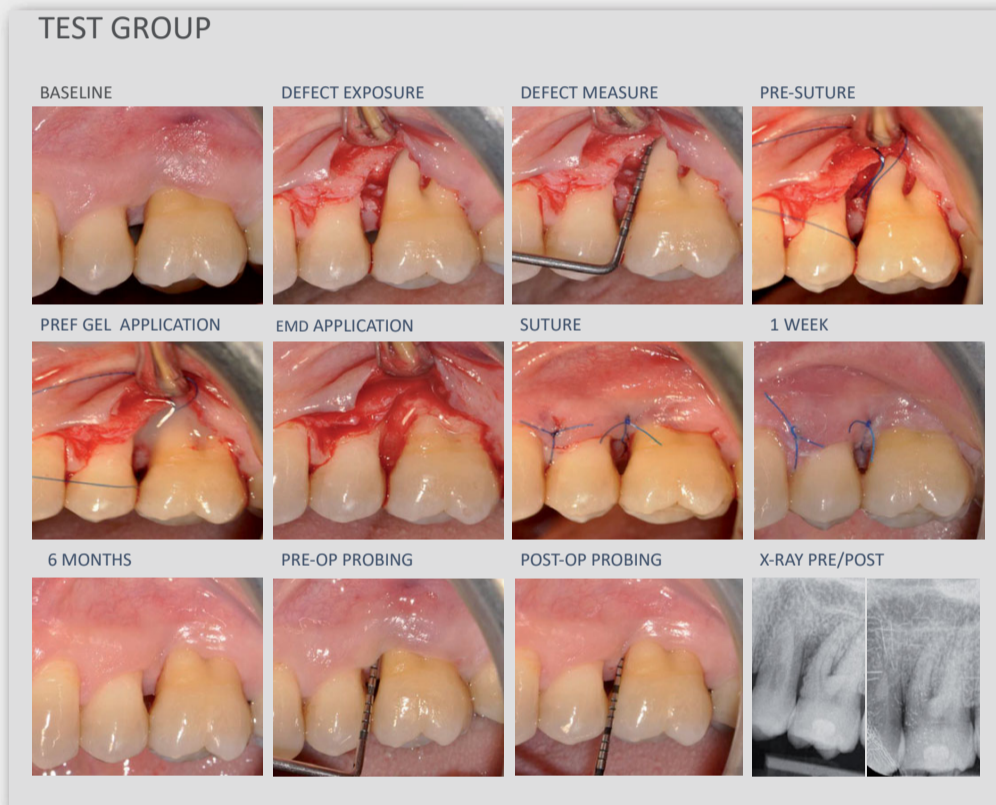 TEST GROUP
BASELINE
DEFECT EXPOSURE
DEFECT MEASURE
PRE-SUTURE
PREF GEL APPLICATION
EMD APPLICATION
SUTURE
1 WEEK
6 MONTHS
PRE-OP PROBING
POST-OP PROBING
X-RAY PRE/POST